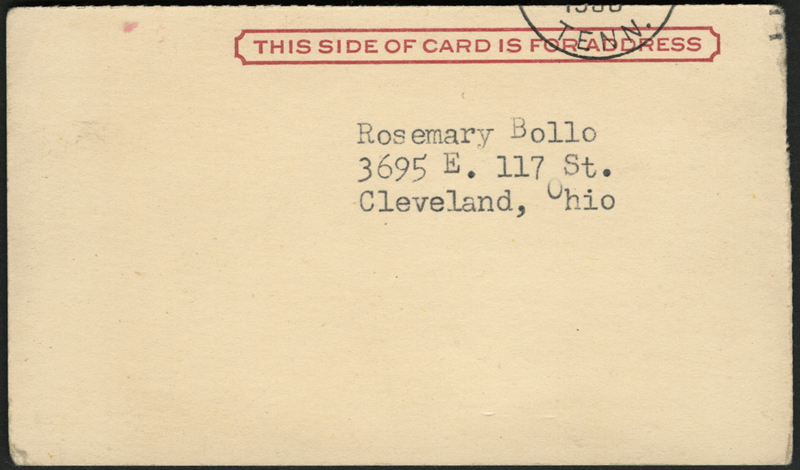 THIS SIDE OF CARD IS FOR ADDRESS
TENN.
Rosemary Bollo
3695 E. 117 St.
Cleveland, Ohio